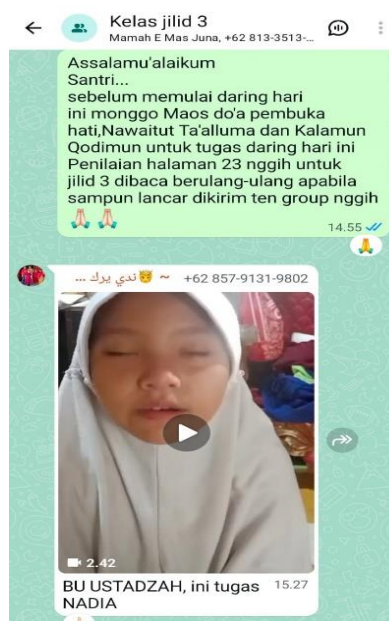 Kelas jilid 3
Mamah E Mas Juna, +62 813-3513-...
Assalamu'alaikum
Santri...
sebelum memulai daring hari
ini monggo Maos do'a pembuka
hati,Nawaitut Ta'alluma dan Kalamun
Qodimun untuk tugas daring hari ini
Penilaian halaman 23 nggih untuk
jilid 3 dibaca berulang-ulang apabila
sampun lancar dikirim ten group nggih
🙏 🙏
14.55
~ 😇ندي يرك ... +62 857-9131-9802
2.42
BU USTADZAH, ini tugas
NADIA
15.27